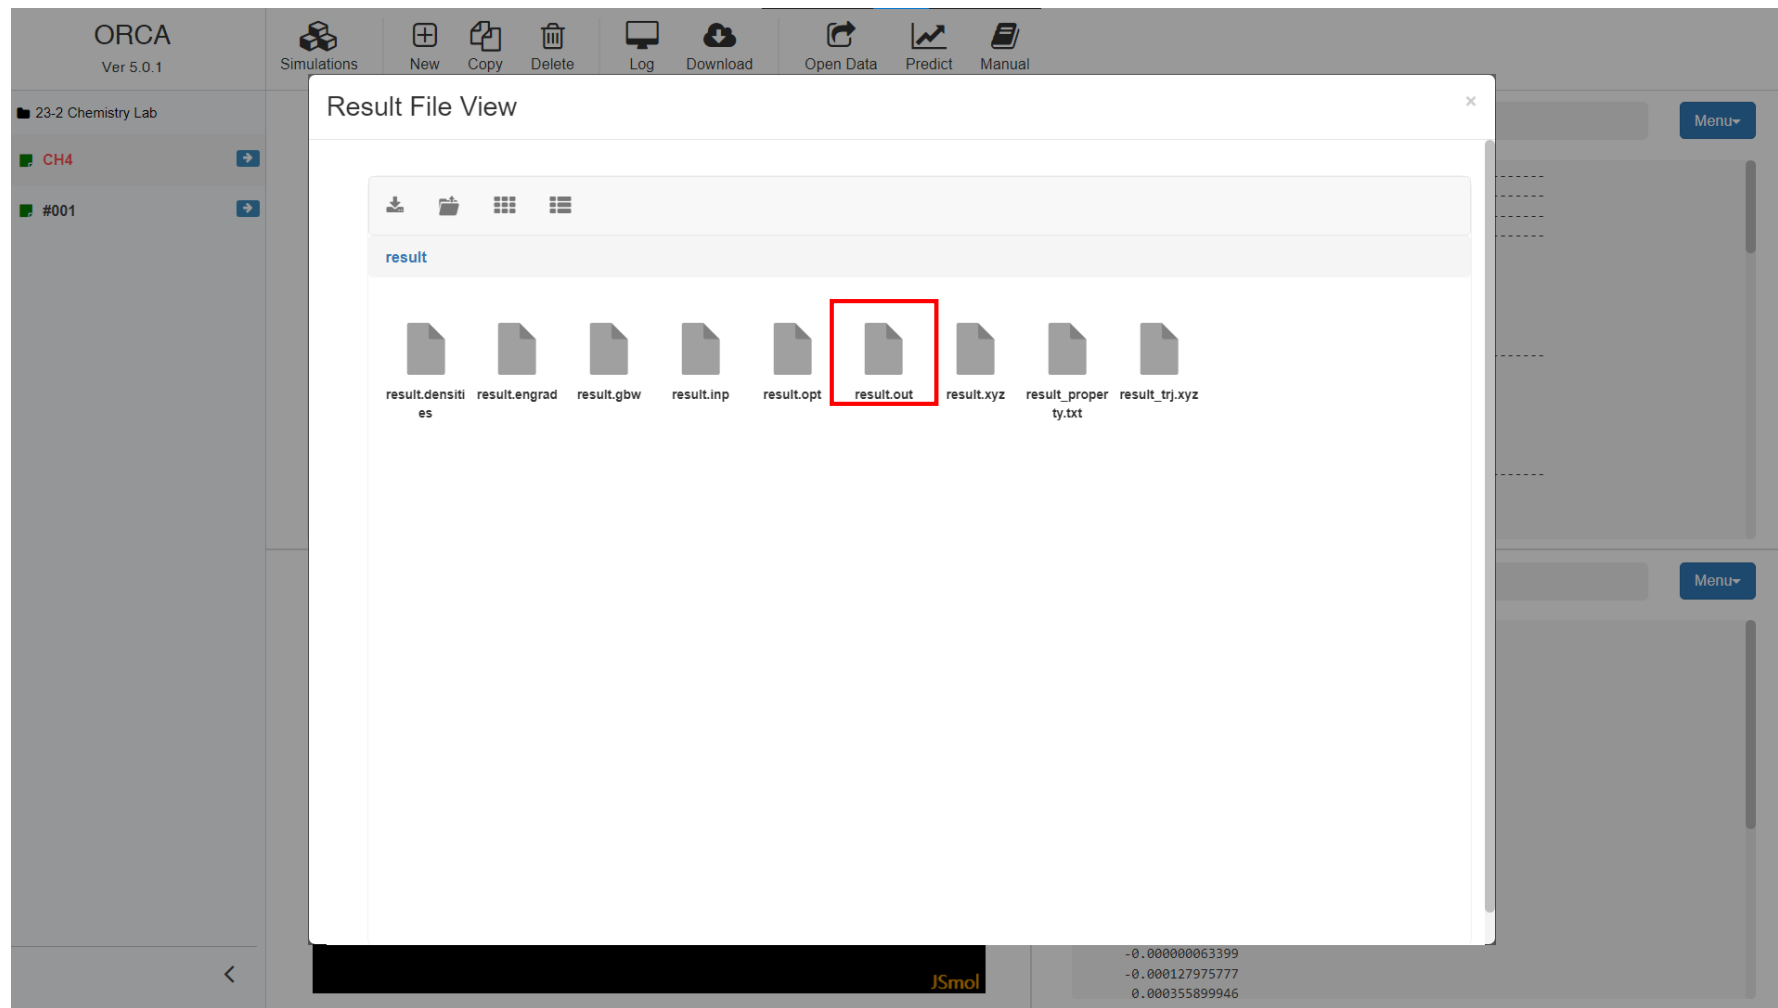 ORCA
Ver 5.0.1
Simulations New Copy Delete Log Download Open Data Predict Manual
23-2 Chemistry Lab
CH4
#001
Result File View
×
Menu
result
result.densiti
es
result.engrad
result.gbw
result.inp
result.opt
result.out
result.xyz
result_proper
ty.txt
result_trj.xyz
Menu
JSmol
-0.000000063399
-0.000127975777
0.000355899946